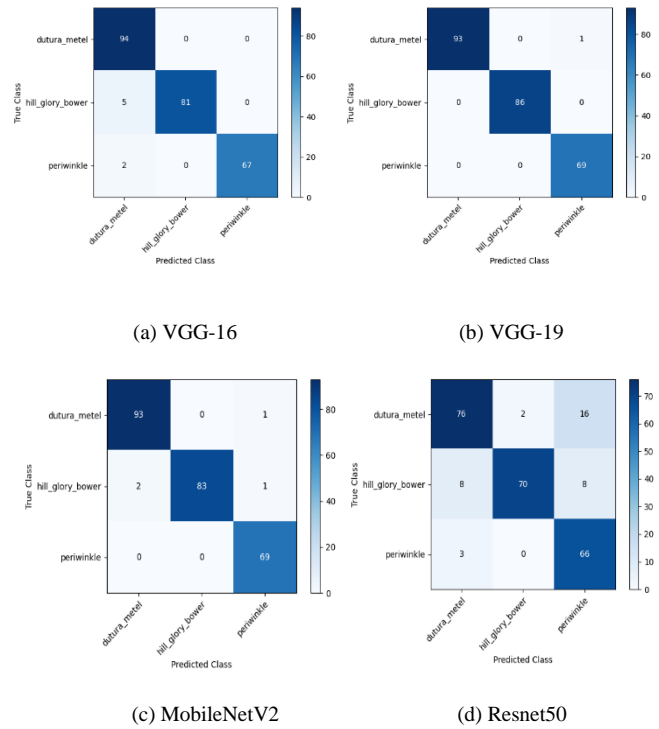 dutura_metel 94 0 0 80
60
True Class hill_glory_bower 5 81 0
40
periwinkle 2 0 67 20
0
dutura_metel hill_glory_bower periwinkle
Predicted Class
(a) VGG-16
dutura_metel 93 0 1 80
60
True Class hill_glory_bower 0 86 0
40
periwinkle 0 0 69 20
0
dutura_metel hill_glory_bower periwinkle
Predicted Class
(b) VGG-19
dutura_metel 93 0 1 80
60
True Class hill_glory_bower 2 83 1
40
periwinkle 0 0 69 20
0
dutura_metel hill_glory_bower periwinkle
Predicted Class
(c) MobileNetV2
70
dutura_metel 76 2 16 60
50
True Class hill_glory_bower 8 70 8 40
30
20
periwinkle 3 0 66 10
0
dutura_metel hill_glory_bower periwinkle
Predicted Class
(d) Resnet50